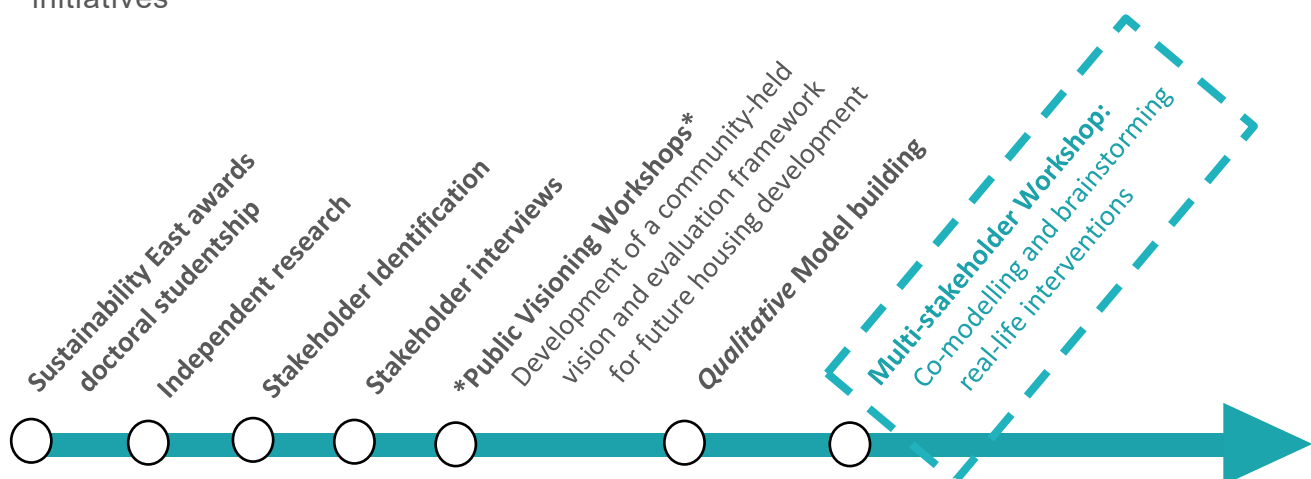 initiatives
Sustainability East awards
doctoral studentship
Independent research
Stakeholder Identification
Stakeholder interviews
*Public Visioning Workshops*
Development of a community-held
vision and evaluation framework
for future housing development
Qualitative Model building
Multi-stakeholder Workshop:
Co-modelling and brainstorming
real-life interventions